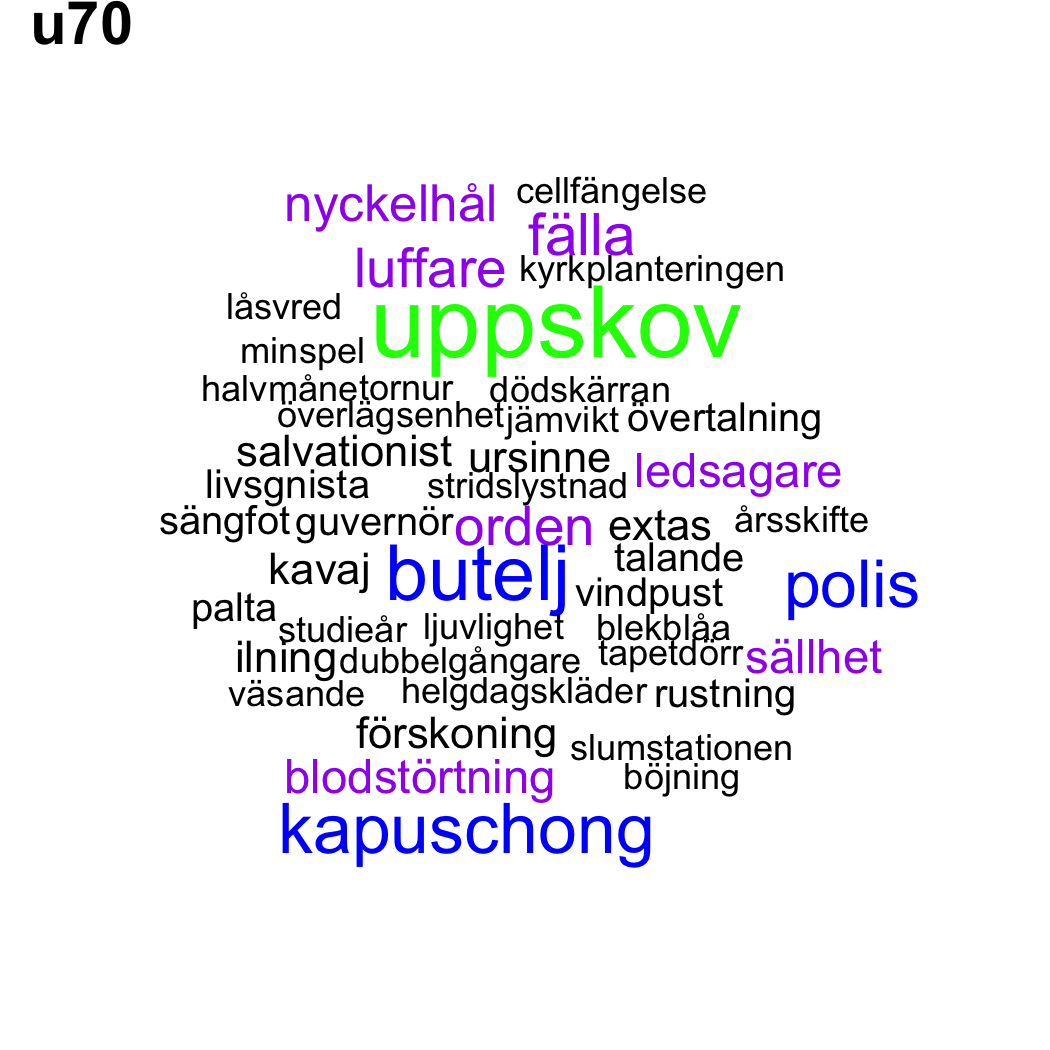 u70
nyckelhål cellfängelse
fälla
luffare kyrkplanteringen
låsvred uppskov
minspel
halvmånetornur dödskärran
överlägsenhet jämvikt övertalning
salvationist ursinne ledsagare
livsgnista stridslystnad
sängfot guvernör orden extas årsskifte
kavaj butelj talande polis
palta vindpust
studieår ljuvlighet blekblåa
ilning dubbelgångare tapetdörr sällhet
väsande helgdagskläder rustning
förskoning slumstationen
blodstörtning böjning
kapuschong